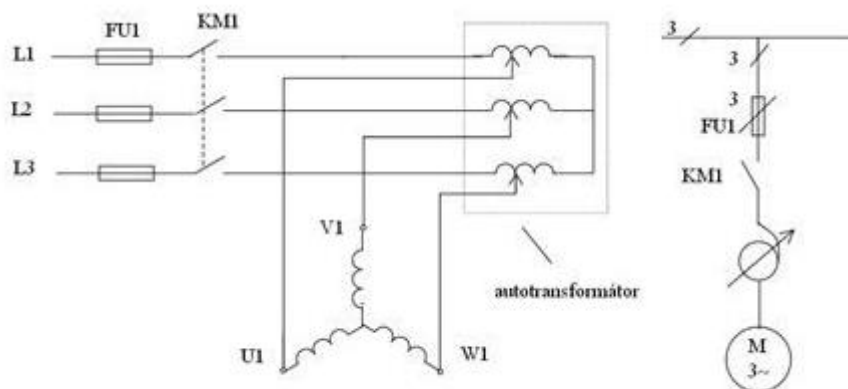 FU1
KM1
L1
L2
L3
V1
U1
W1
autotransformátor
3
3
3
FU1
KM1
M
3~